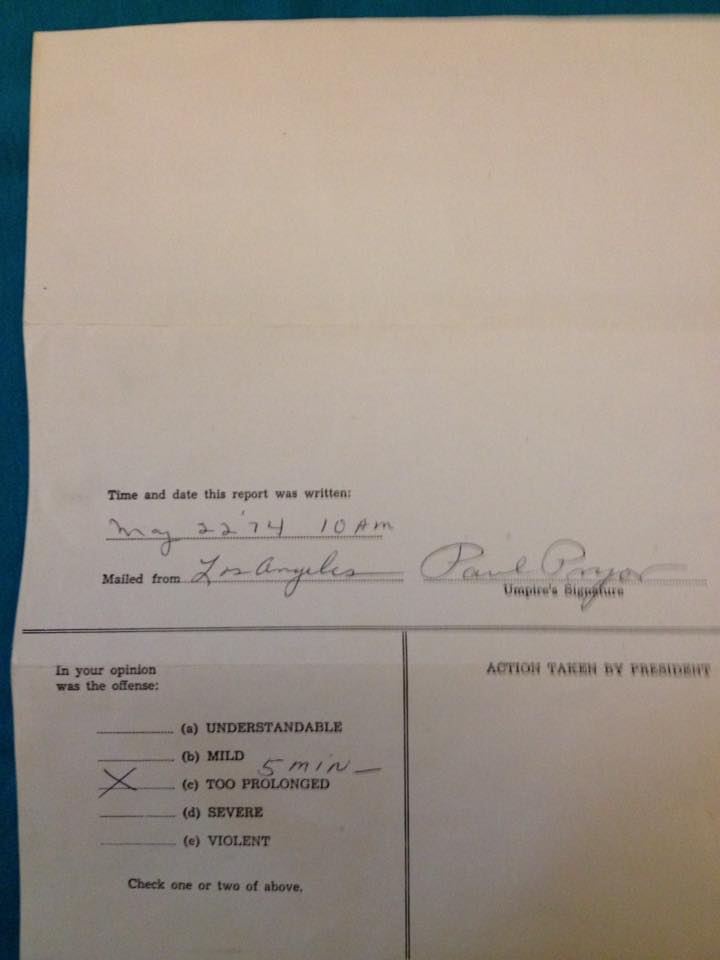 Time and date this report was written:
May 22 '74 10 AM
Mailed from Los Angeles Paul Pryor
Umpire's Signature
In your opinion
was the offense:
(a) UNDERSTANDABLE
(b) MILD
5 MIN —
X (c) TOO PROLONGED
(d) SEVERE
(e) VIOLENT
Check one or two of above.
ACTION TAKEN BY PRESIDENT